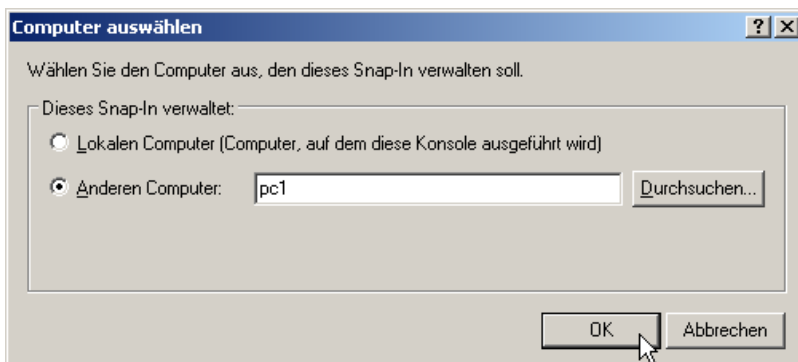 Computer auswählen
Wählen Sie den Computer aus, den dieses Snap-In verwalten soll.
Dieses Snap-In verwaltet:
Lokalen Computer (Computer, auf dem diese Konsole ausgeführt wird)
Anderen Computer: pc1 Durchsuchen...
OK Abbrechen